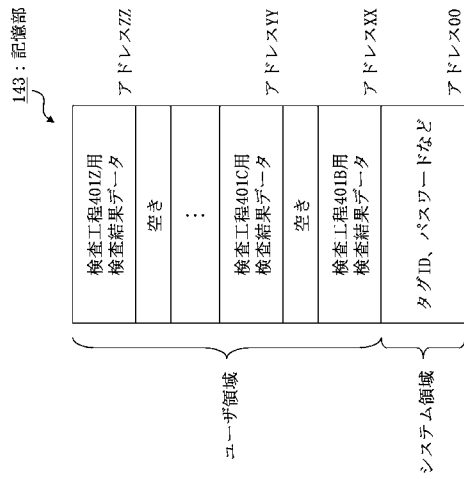 143：記憶部
検査工程401Z用
検査結果データ
アドレスZZ
空き
⋮
ユーザ領域
検査工程401C用
検査結果データ
アドレスYY
空き
検査工程401B用
検査結果データ
アドレスXX
システム領域
タグID、パスワードなど
アドレス00